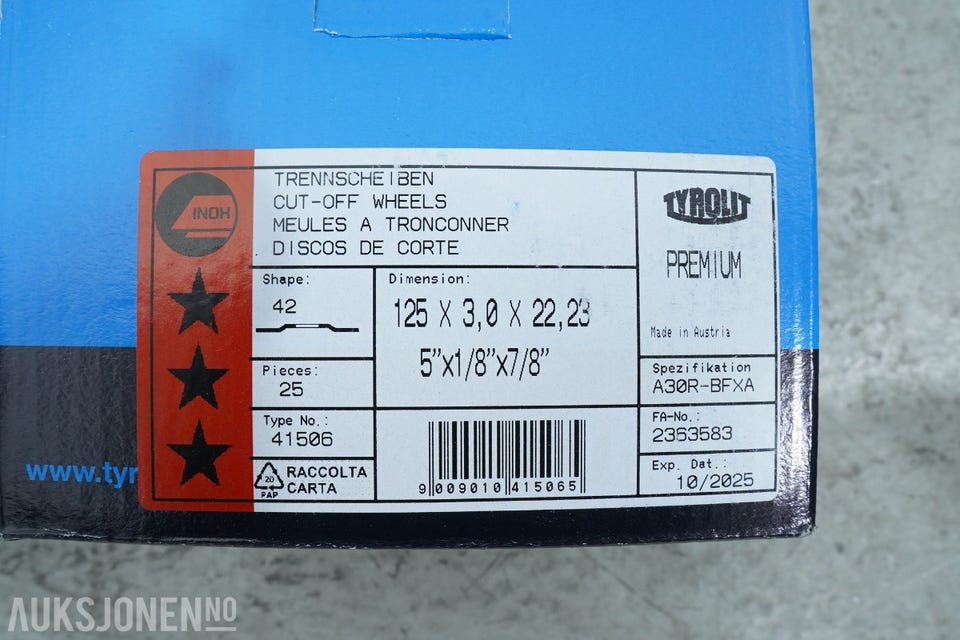 INOX
TRENNSCHEIBEN
CUT-OFF WHEELS
MEULES A TRONCONNER
DISCOS DE CORTE
TYROLIT
PREMIUM
Made in Austria
Shape:
42
Dimension:
125 X 3,0 X 22,23
5"x1/8"x7/8"
Pieces:
25
Spezifikation
A30R-BFXA
Type No.:
41506
FA-No.:
2363583
20
PAP
RACCOLTA
CARTA
9 009010 415065
Exp. Dat.:
10/2025
www.tyr
AUKSJONEN.NO